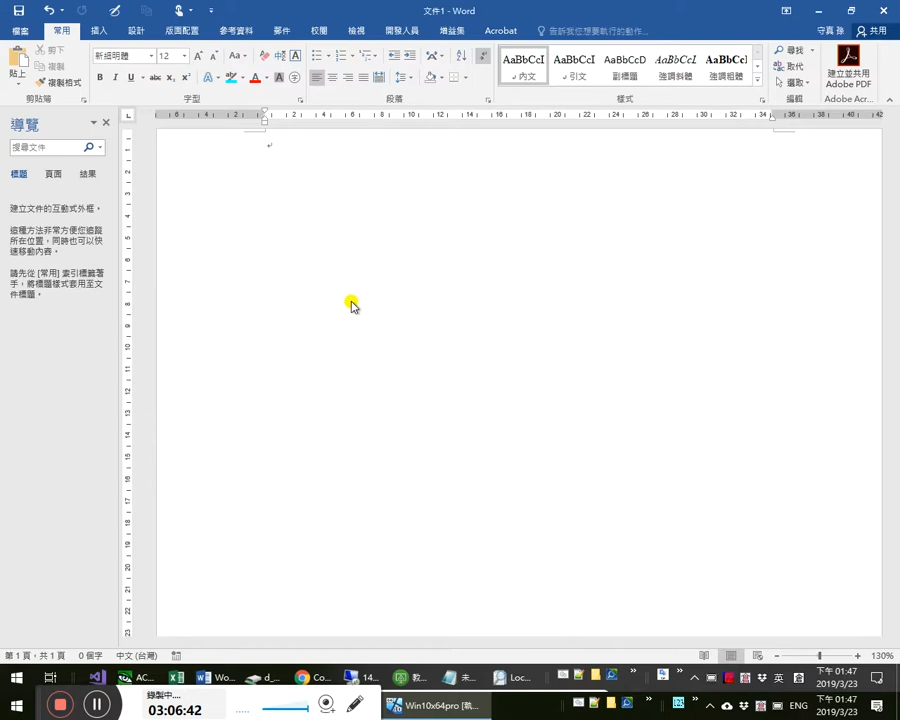 文件1 - Word
檔案 常用 插入 設計 版面配置 參考資料 郵件 校閱 檢視 開發人員 增益集 Acrobat 告訴我您想要執行的動作... 共用
貼上 剪下 複製 複製格式
新細明體 12
AaBbCcI AaBbCcI AaBbCcD AaBbCcL AaBbCcl
內文 引文 副標題 強調斜體 強調粗體
尋找 取代 選取
建立並共用 Adobe PDF
剪貼簿 字型 段落 樣式 編輯 Adobe Acr...
導覽
搜尋文件
標題 頁面 結果
建立文件的互動式外框。
這種方法非常方便您追蹤
所在位置，同時也可以快
速移動內容。
請先從 [常用] 索引標籤著
手，將標題樣式套用至文
件標題。
第 1 頁，共 1 頁 0 個字 中文 (台灣) 130%
AC... Wo... d_... Co... 14... 教... 未... Loc... 英 下午 01:47
2019/3/23
錄製中....
03:06:42
Win10x64pro [執... ENG 下午 01:47
2019/3/23